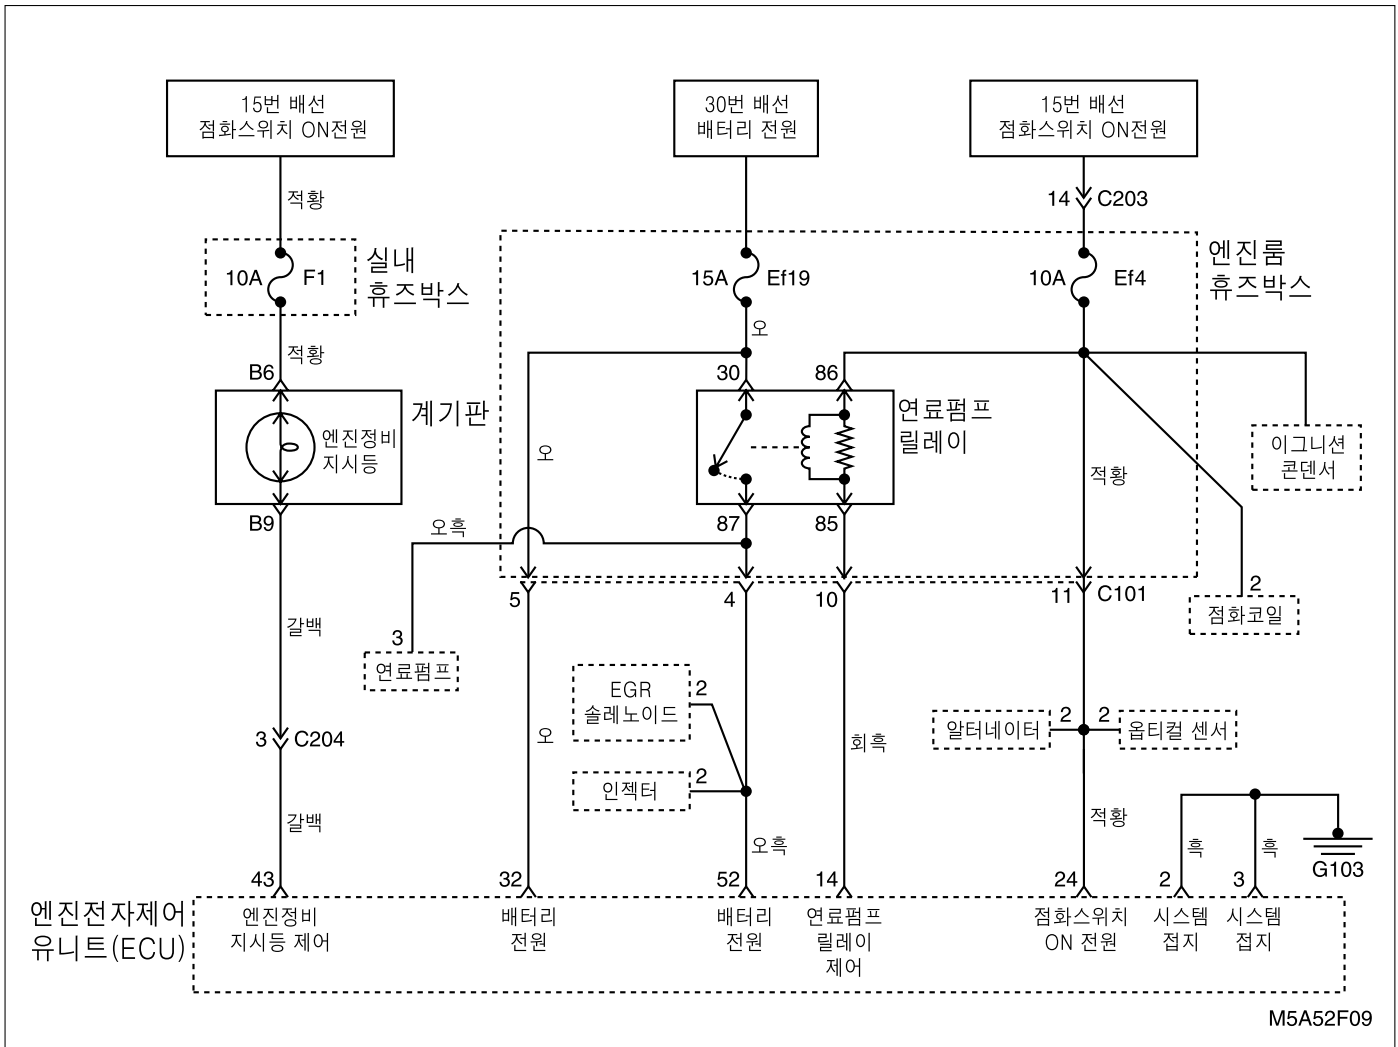 15번 배선
점화스위치 ON전원
30번 배선
배터리 전원
15번 배선
점화스위치 ON전원
적황
14
C203
실내
휴즈박스
10A
F1
15A
Ef19
10A
Ef4
엔진룸
휴즈박스
적황
오
B6
30
86
계기판
엔진정비
지시등
연료펌프
릴레이
이그니션
콘덴서
오
적황
B9
87
85
오흑
5
4
10
11
C101
2
점화코일
갈백
3
연료펌프
EGR
솔레노이드
2
3
C204
오
인젝터
2
회흑
알터네이터
2
2
옵티컬 센서
갈백
오흑
적황
흑
흑
G103
43
32
52
14
24
2
3
엔진전자제어
유니트(ECU)
엔진정비
지시등 제어
배터리
전원
배터리
전원
연료펌프
릴레이
제어
점화스위치
ON 전원
시스템
접지
시스템
접지
M5A52F09